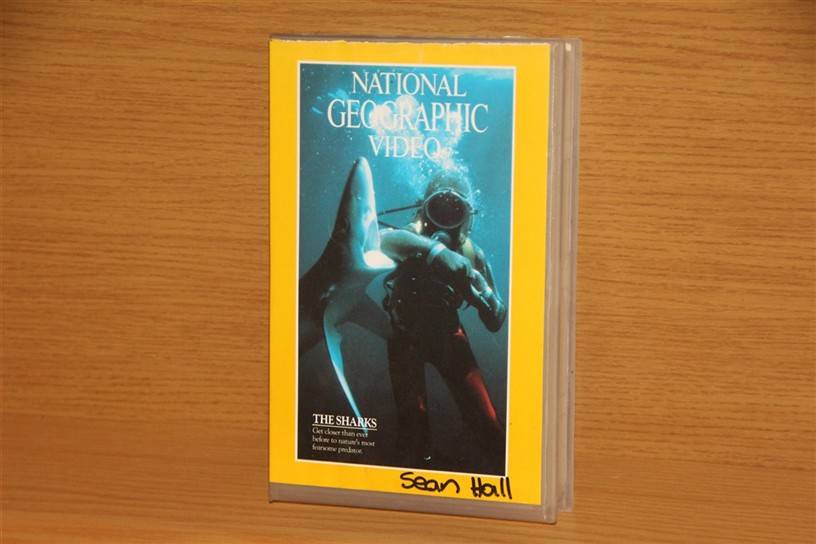 NATIONAL
GEOGRAPHIC
VIDEO
THE SHARKS
Get closer than ever
before to nature's most
fearsome predator.
Sean Hall